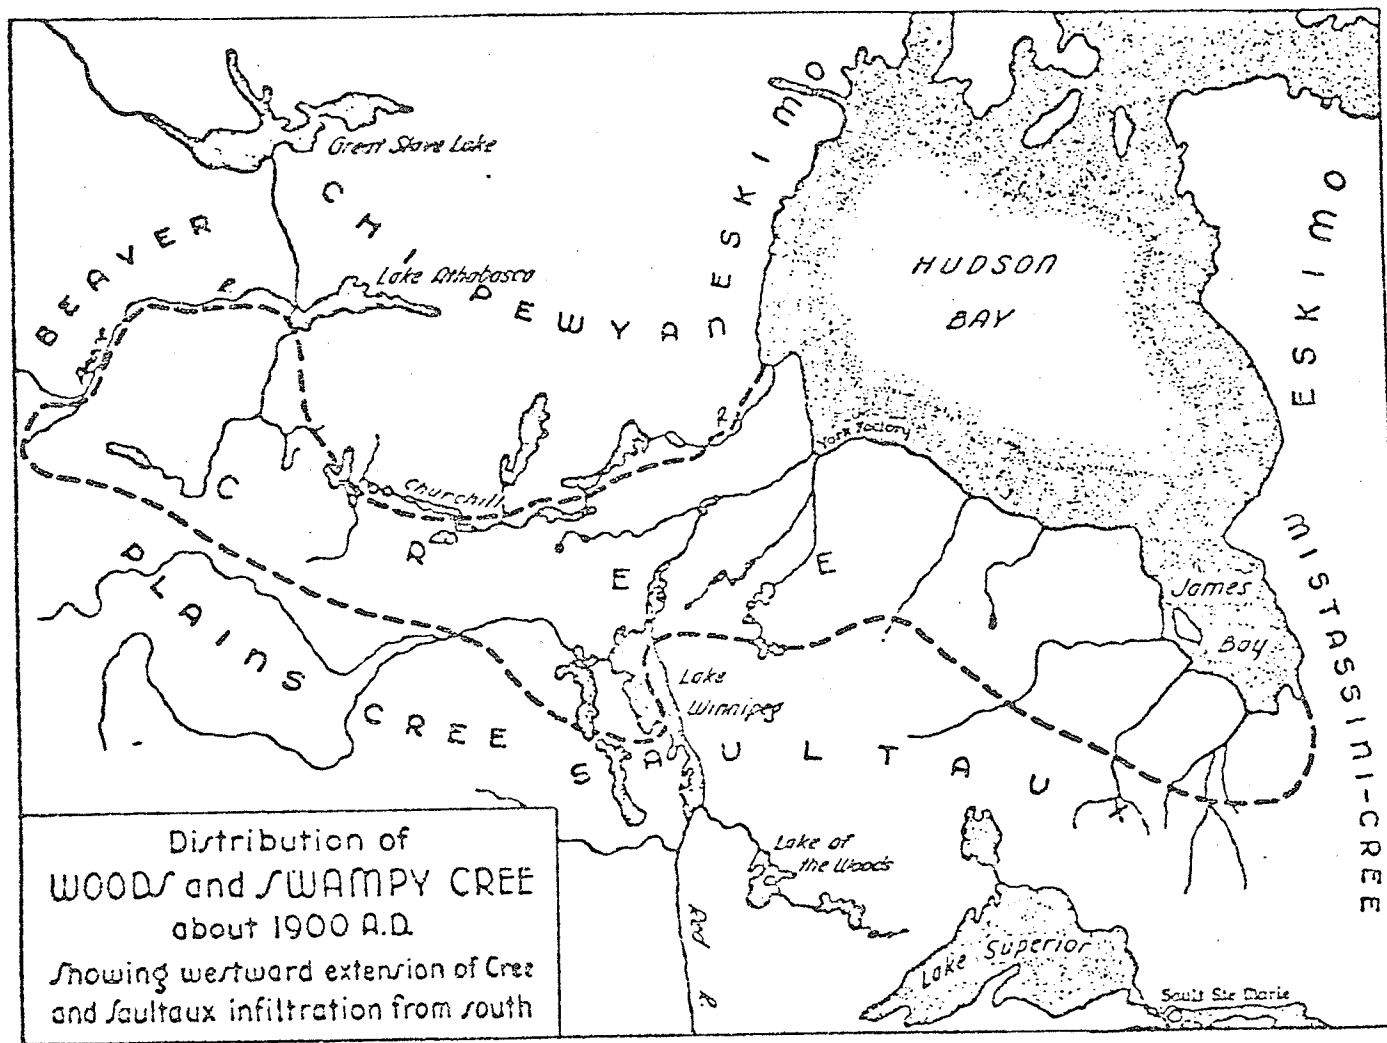 ESKIMO
Great Slave Lake
BEAVER
CHIPEWYAN
ESKIMO
HUDSON
BAY
Lake Athabasca
Peace R
R
York Factory
Churchill
CREE
PLAINS
CREE
James
Bay
MISTASSINI-CREE
Lake
Winnipeg
SAULTAUX
Lake of
the Woods
Red R
Lake Superior
Sault Ste Marie
Distribution of
WOODS and SWAMPY CREE
about 1900 A.D.
Showing westward extension of Cree
and Saultaux infiltration from south